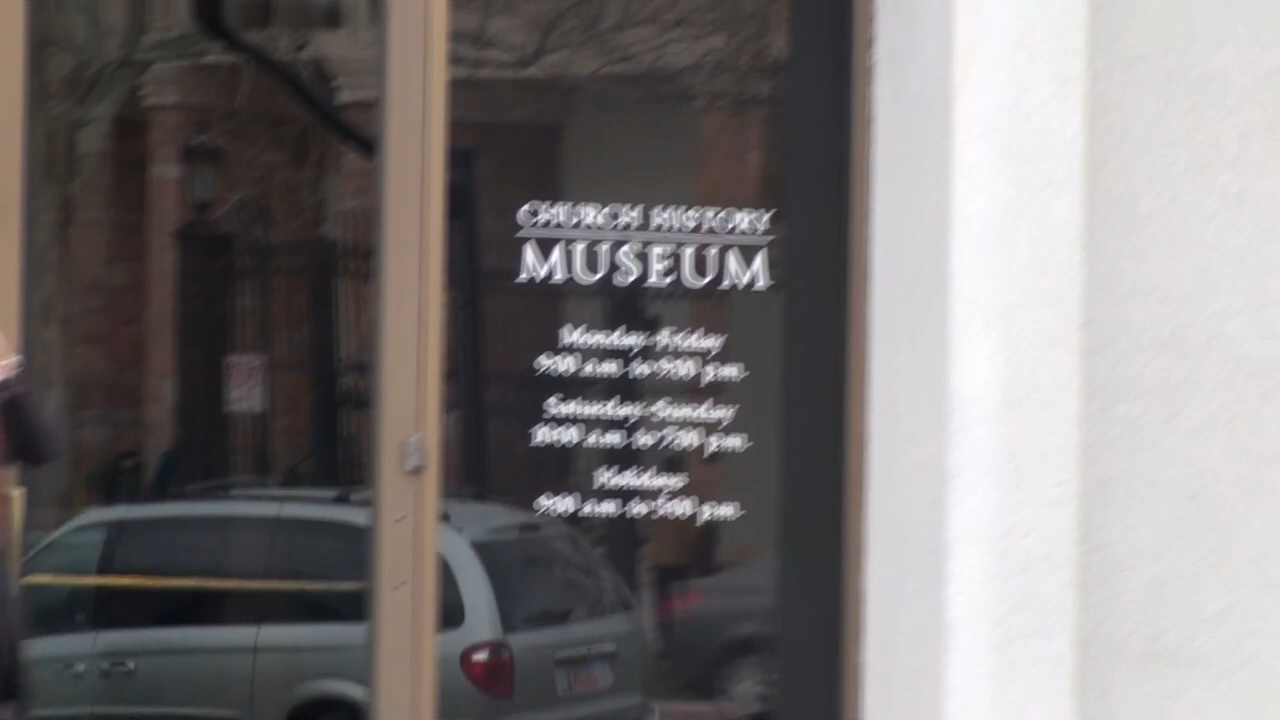 CHURCH HISTORY
MUSEUM
Monday-Friday
9:00 a.m. to 9:00 p.m.
Saturday-Sunday
10:00 a.m. to 7:00 p.m.
Holidays
9:00 a.m. to 5:00 p.m.